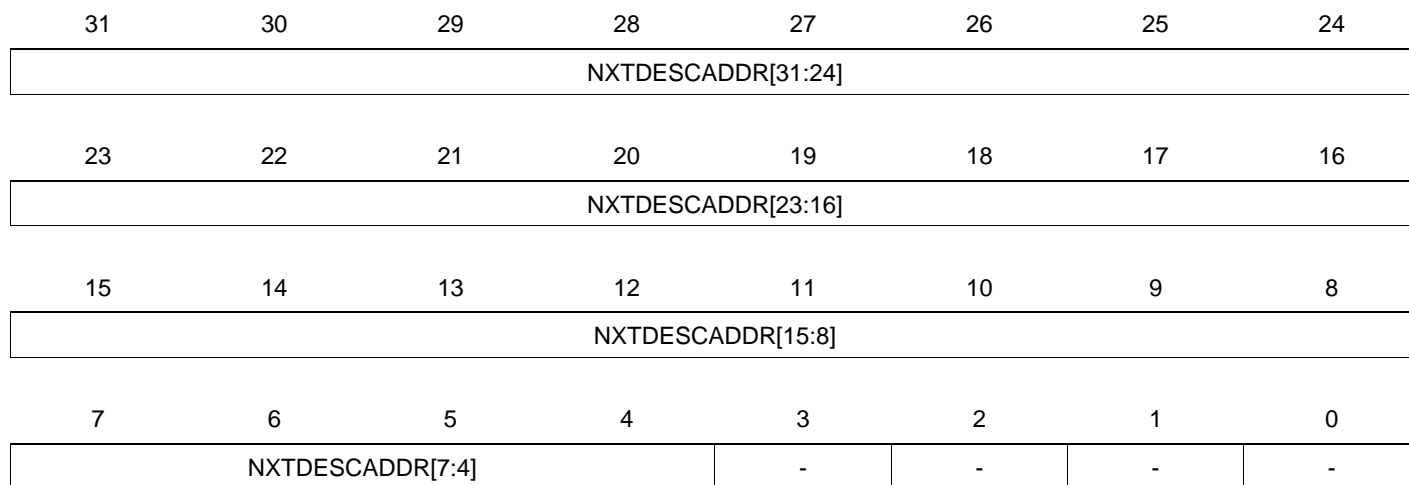 31 30 29 28 27 26 25 24
NXTDESCADDR[31:24]
23 22 21 20 19 18 17 16
NXTDESCADDR[23:16]
15 14 13 12 11 10 9 8
NXTDESCADDR[15:8]
7 6 5 4 3 2 1 0
NXTDESCADDR[7:4] - - - -